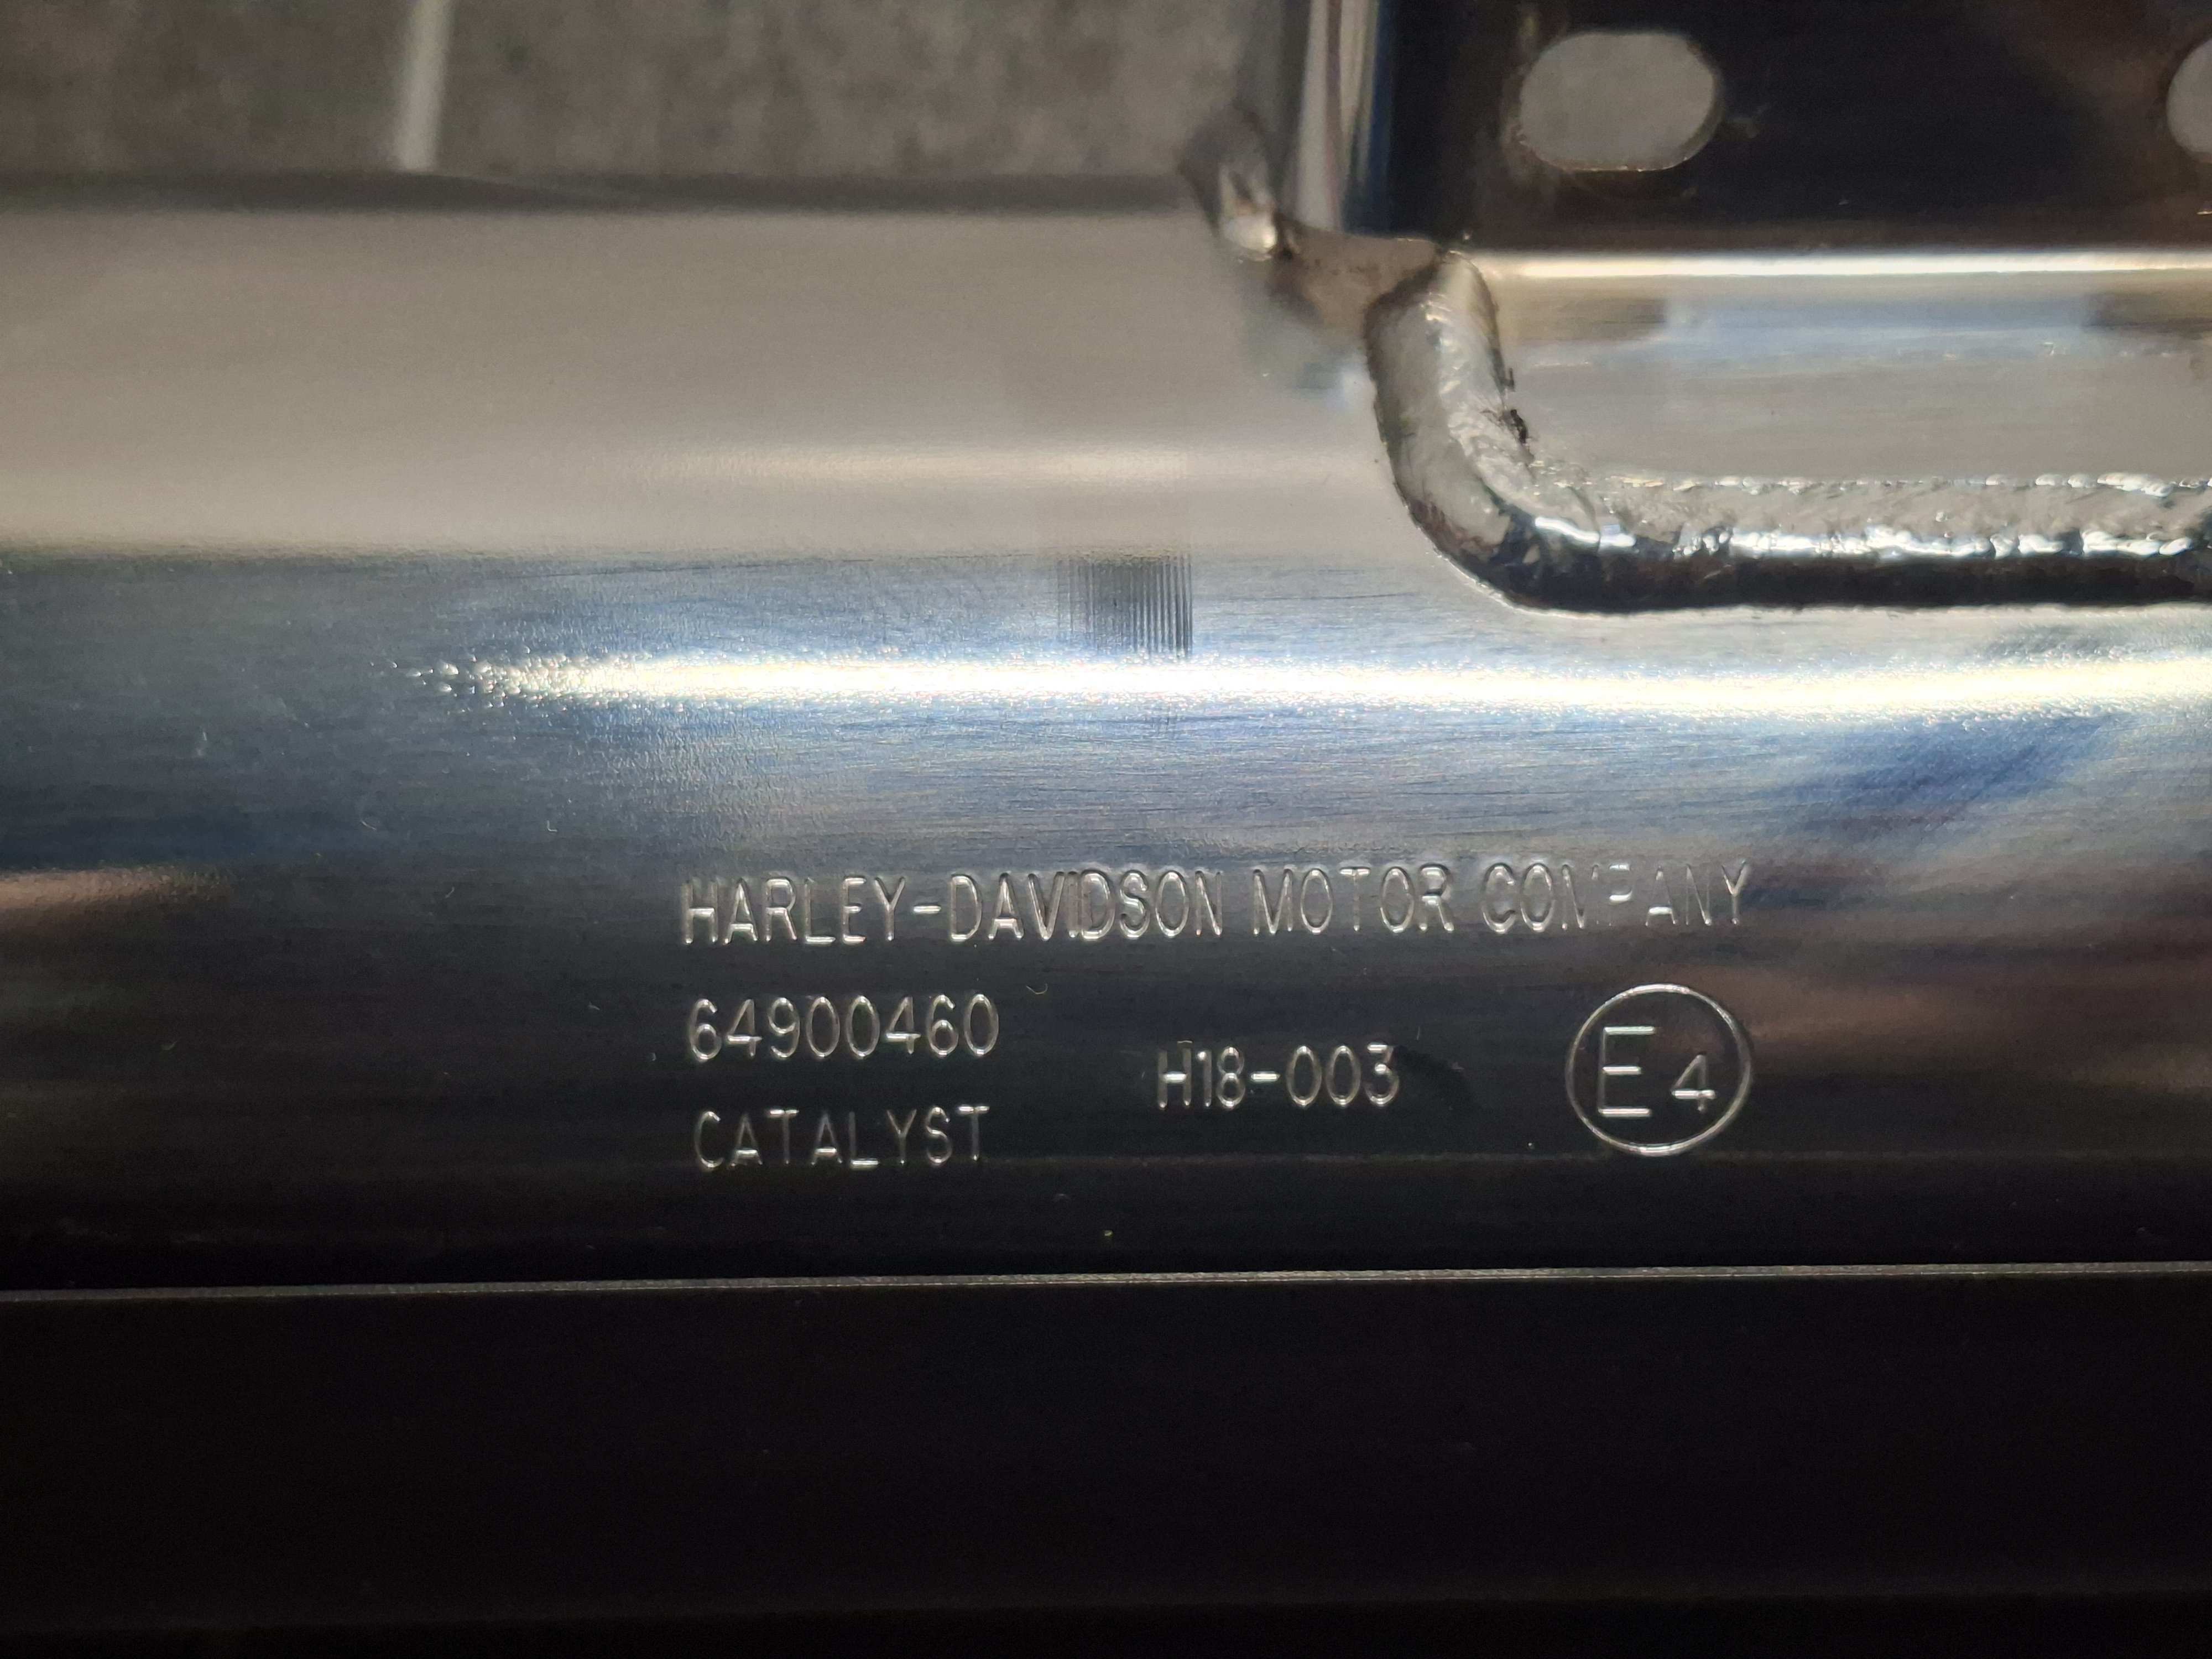 HARLEY-DAVIDSON MOTOR COMPANY
64900460
H18-003
E4
CATALYST